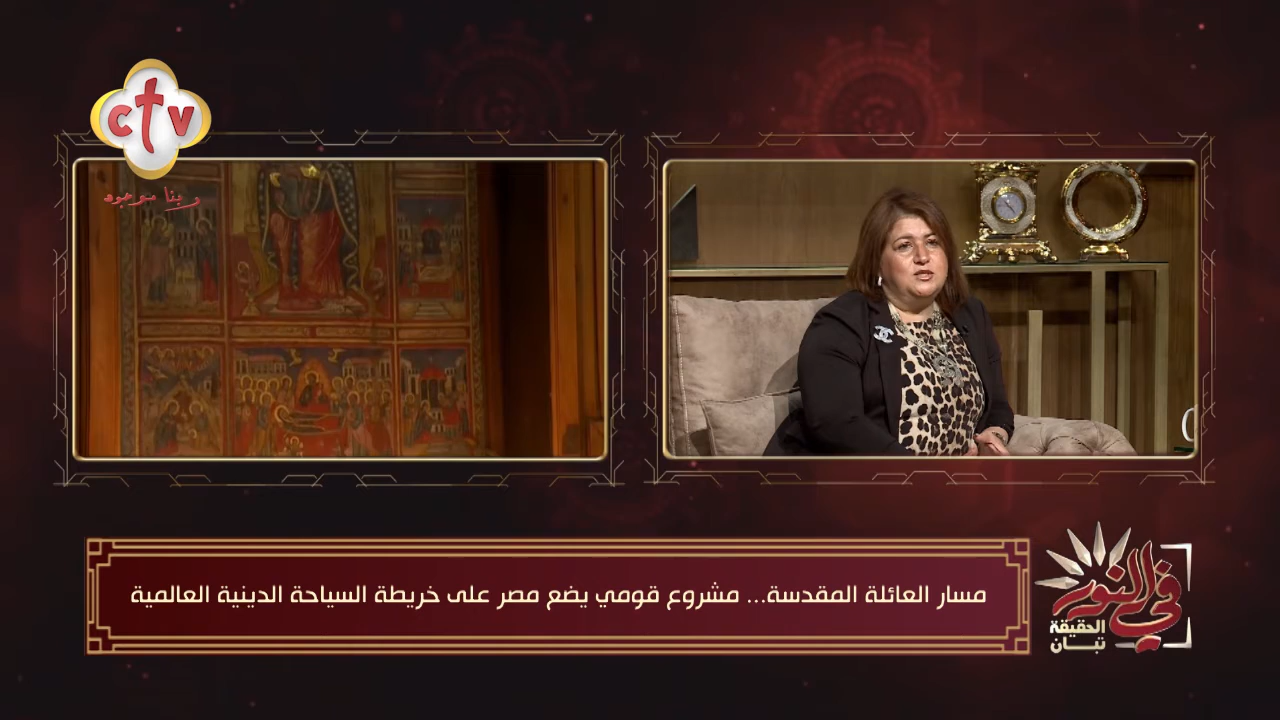 ctv
ربنا موجود
مسار العائلة المقدسة... مشروع قومي يضع مصر على خريطة السياحة الدينية العالمية
في النور
الحقيقة
تبان